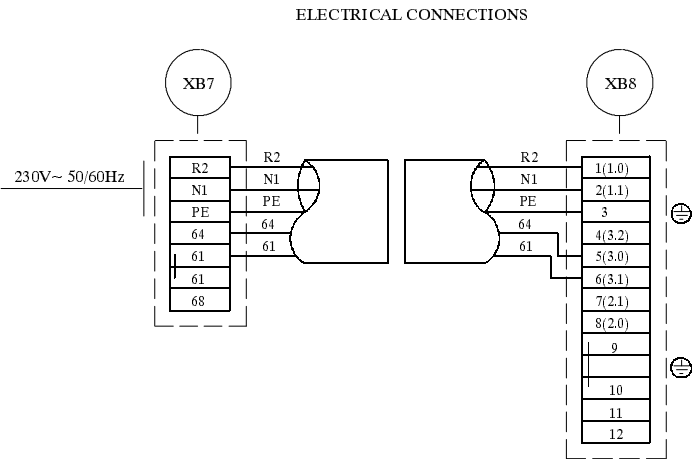 ELECTRICAL CONNECTIONS
XB7
XB8
230V~ 50/60Hz
R2
N1
PE
64
61
61
68
R2
N1
PE
64
61
R2
N1
PE
64
61
1(1.0)
2(1.1)
3
4(3.2)
5(3.0)
6(3.1)
7(2.1)
8(2.0)
9
10
11
12